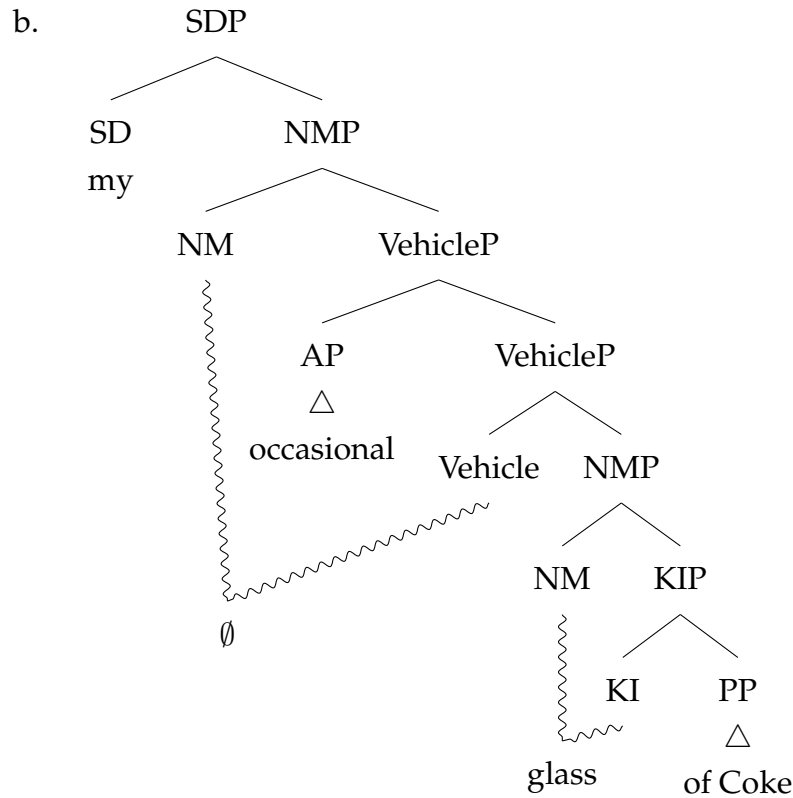 b. SDP
SD NMP
my
NM VehicleP
AP VehicleP
△
occasional
Vehicle NMP
NM KIP
∅
KI PP
△
glass of Coke